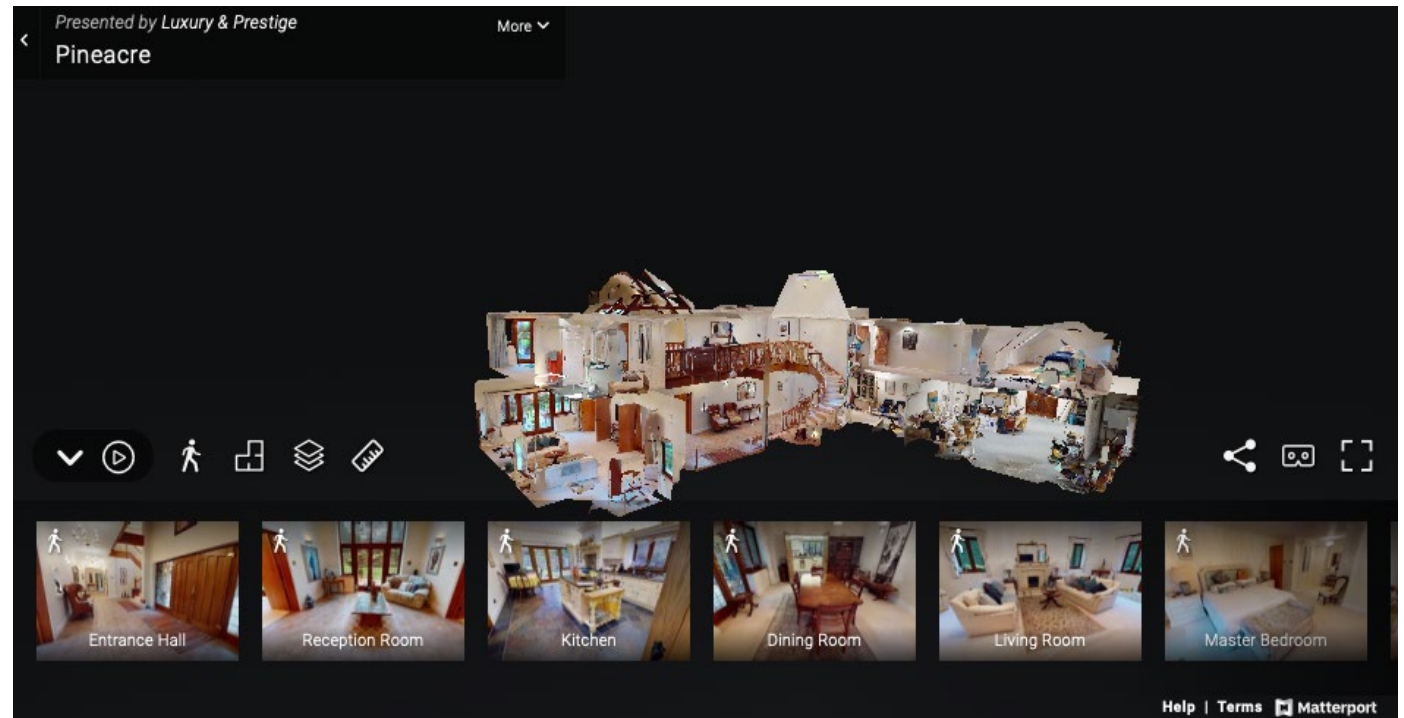 Presented by Luxury & Prestige
More
Pineacre
Entrance Hall
Reception Room
Kitchen
Dining Room
Living Room
Master Bedroom
Help | Terms Matterport